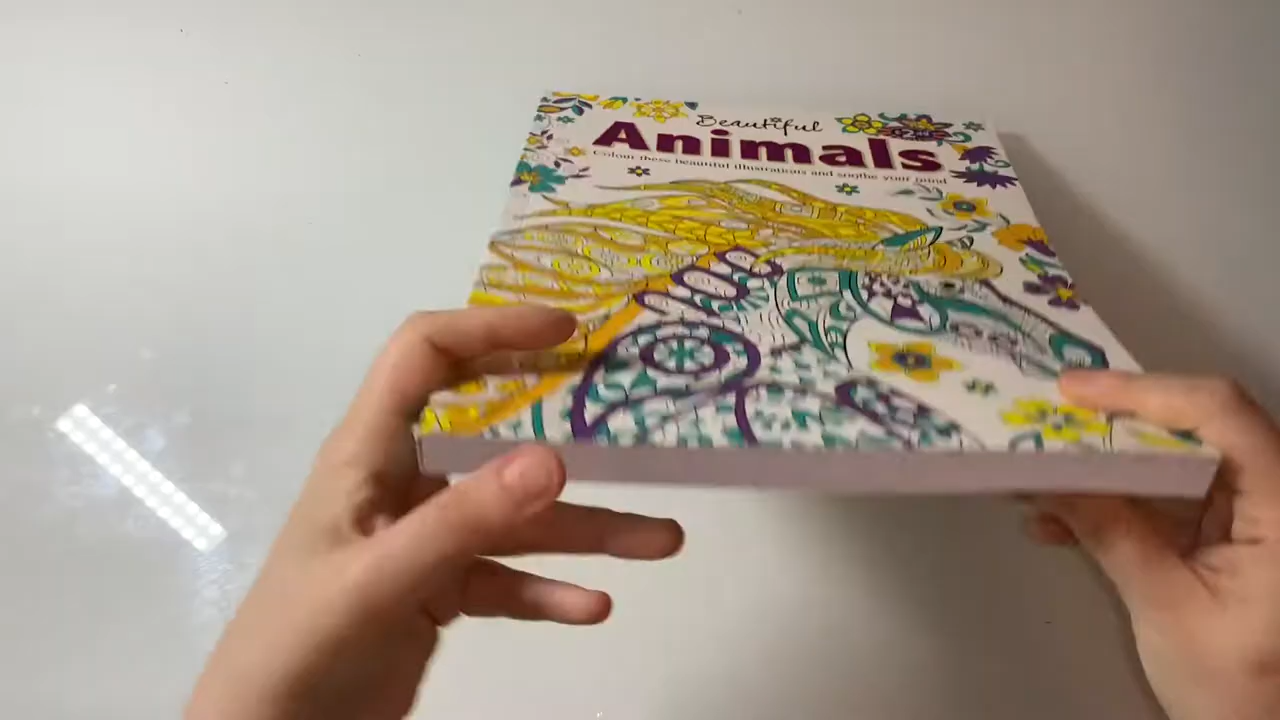 Beautiful
Animals
Colour these beautiful illustrations and soothe your mind